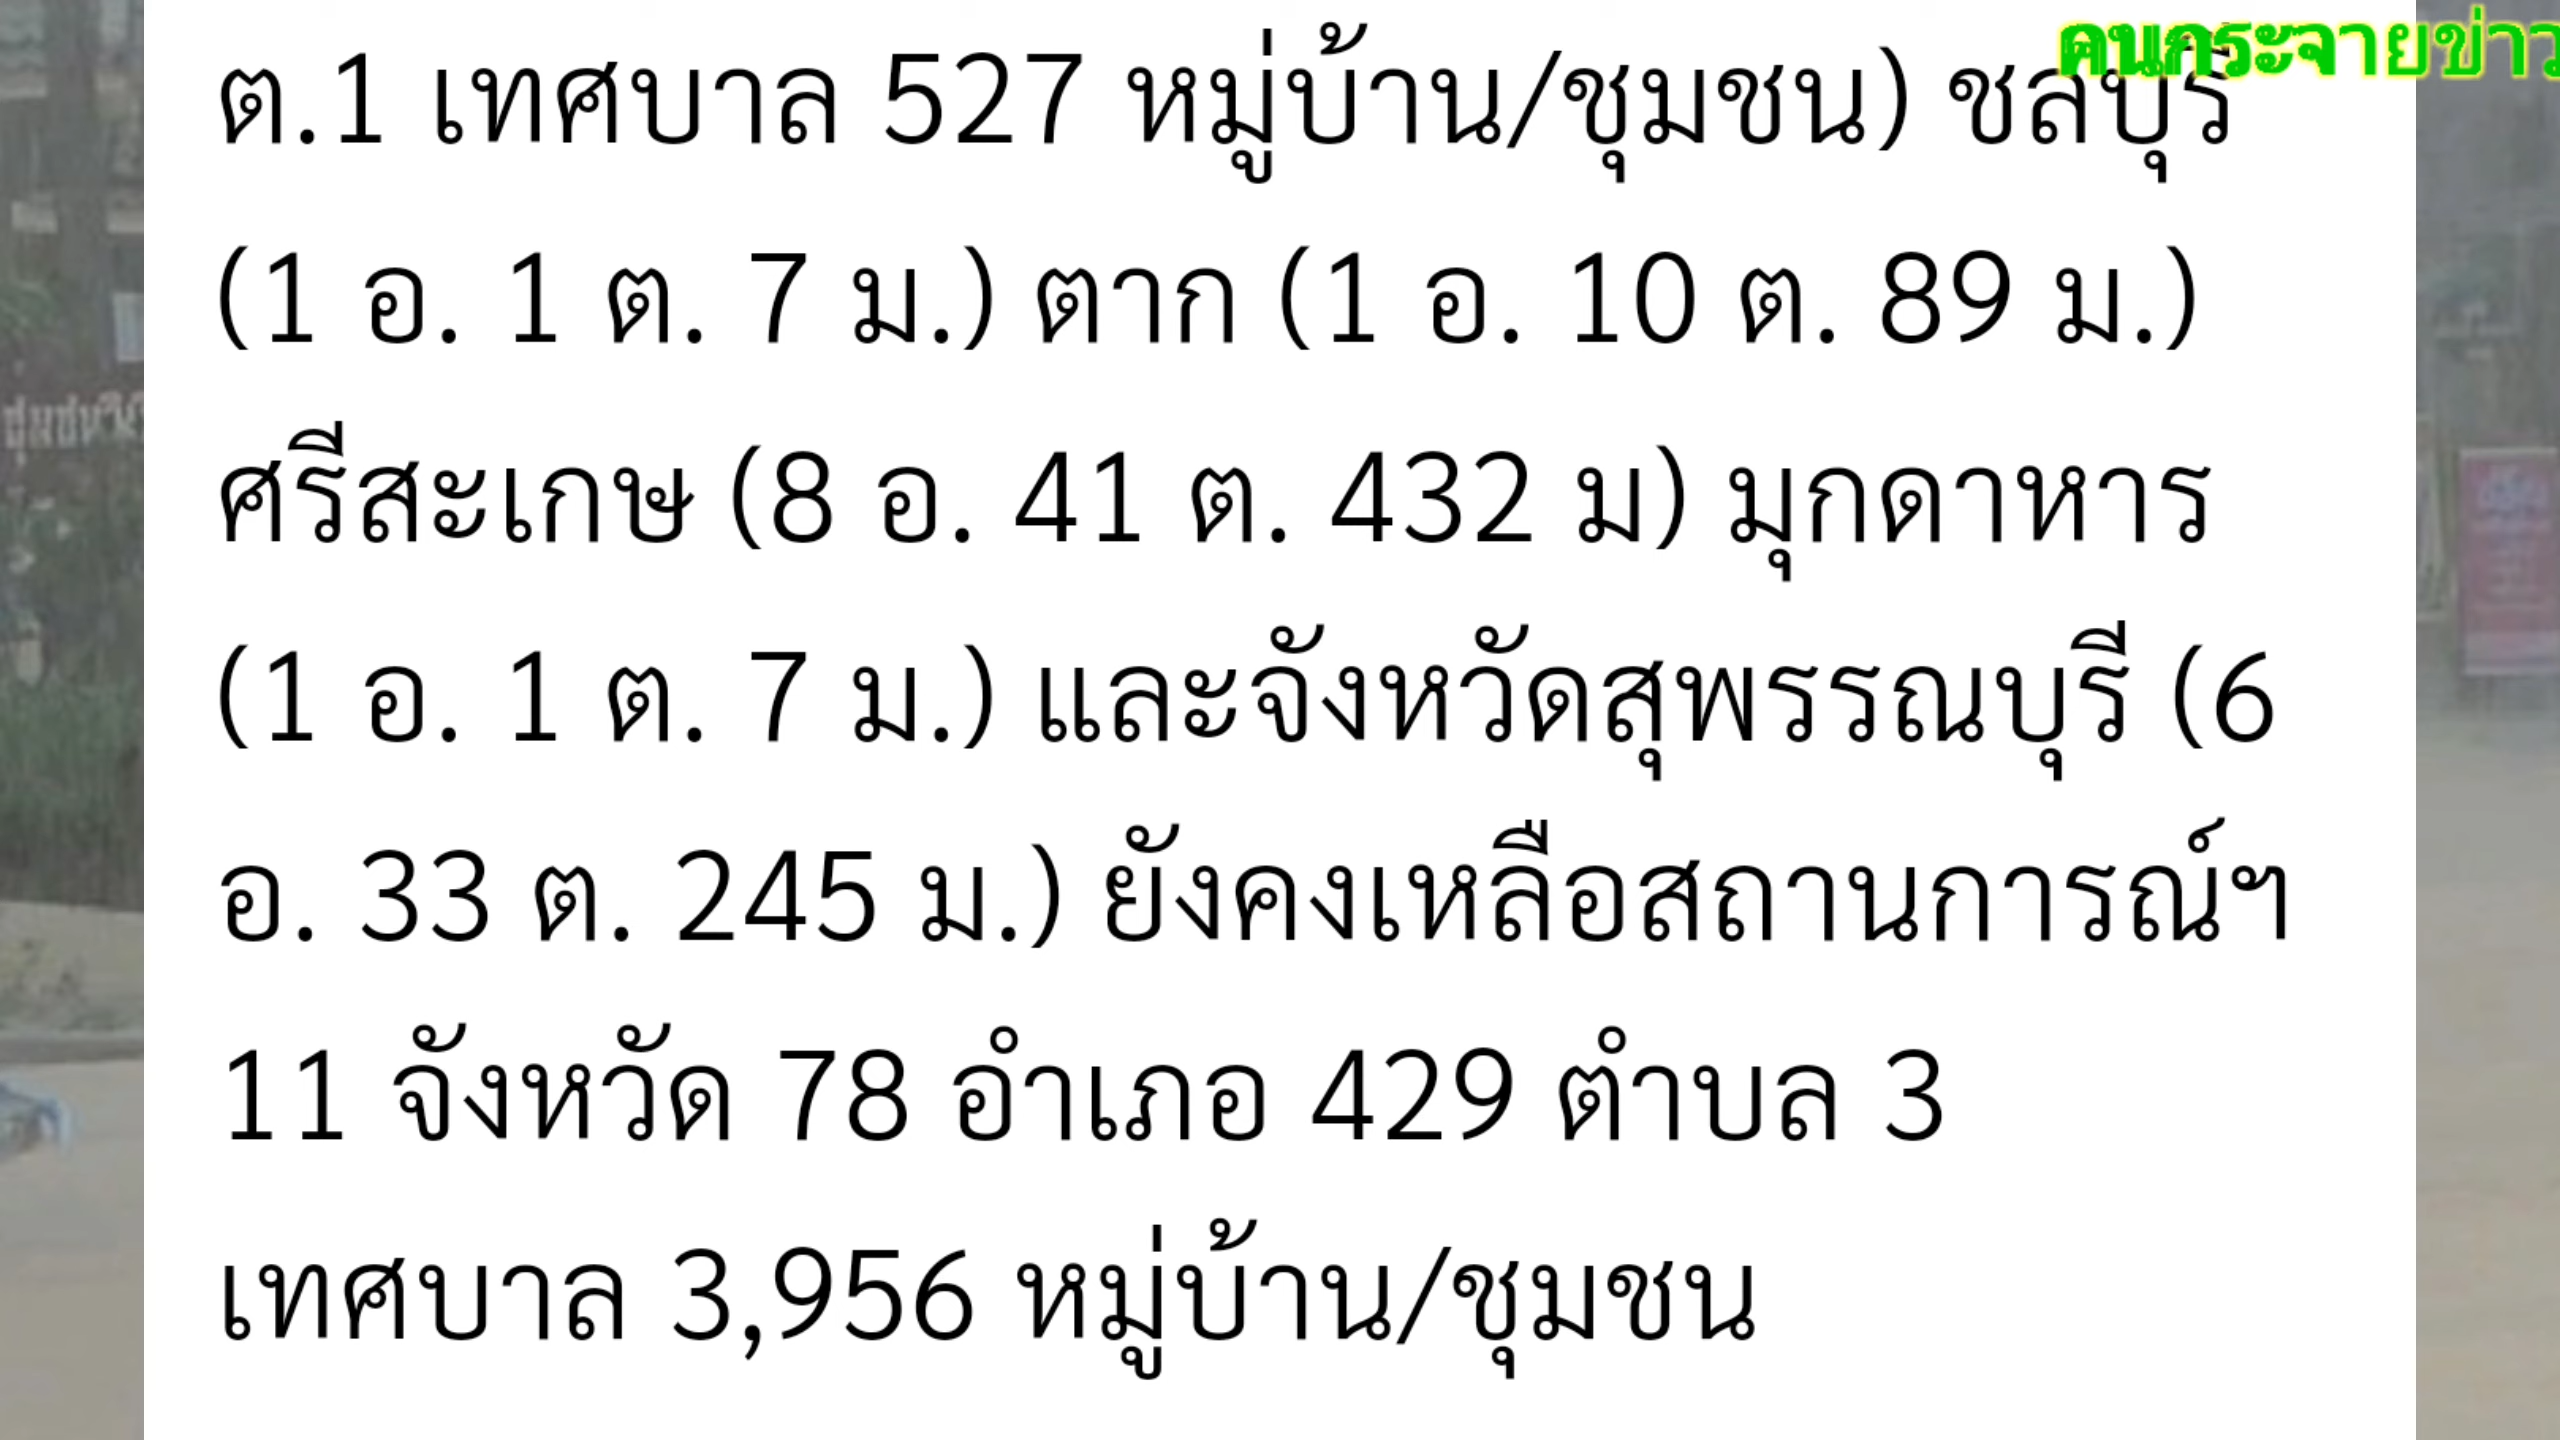 คนกระจายข่าว
ต.1 เทศบาล 527 หมู่บ้าน/ชุมชน) ชลบุรี
(1 อ. 1 ต. 7 ม.) ตาก (1 อ. 10 ต. 89 ม.)
ศรีสะเกษ (8 อ. 41 ต. 432 ม) มุกดาหาร
(1 อ. 1 ต. 7 ม.) และจังหวัดสุพรรณบุรี (6
อ. 33 ต. 245 ม.) ยังคงเหลือสถานการณ์ฯ
11 จังหวัด 78 อำเภอ 429 ตำบล 3
เทศบาล 3,956 หมู่บ้าน/ชุมชน